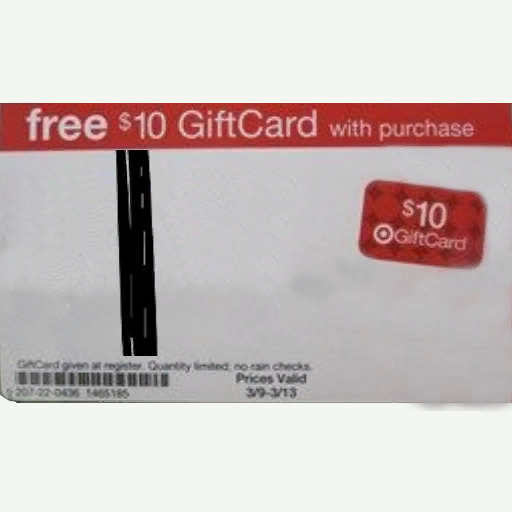 free $10 GiftCard with purchase
$10
GiftCard
GiftCard given at register. Quantity limited; no rain checks.
Prices Valid
207-22-0436 1465185
3/9-3/13